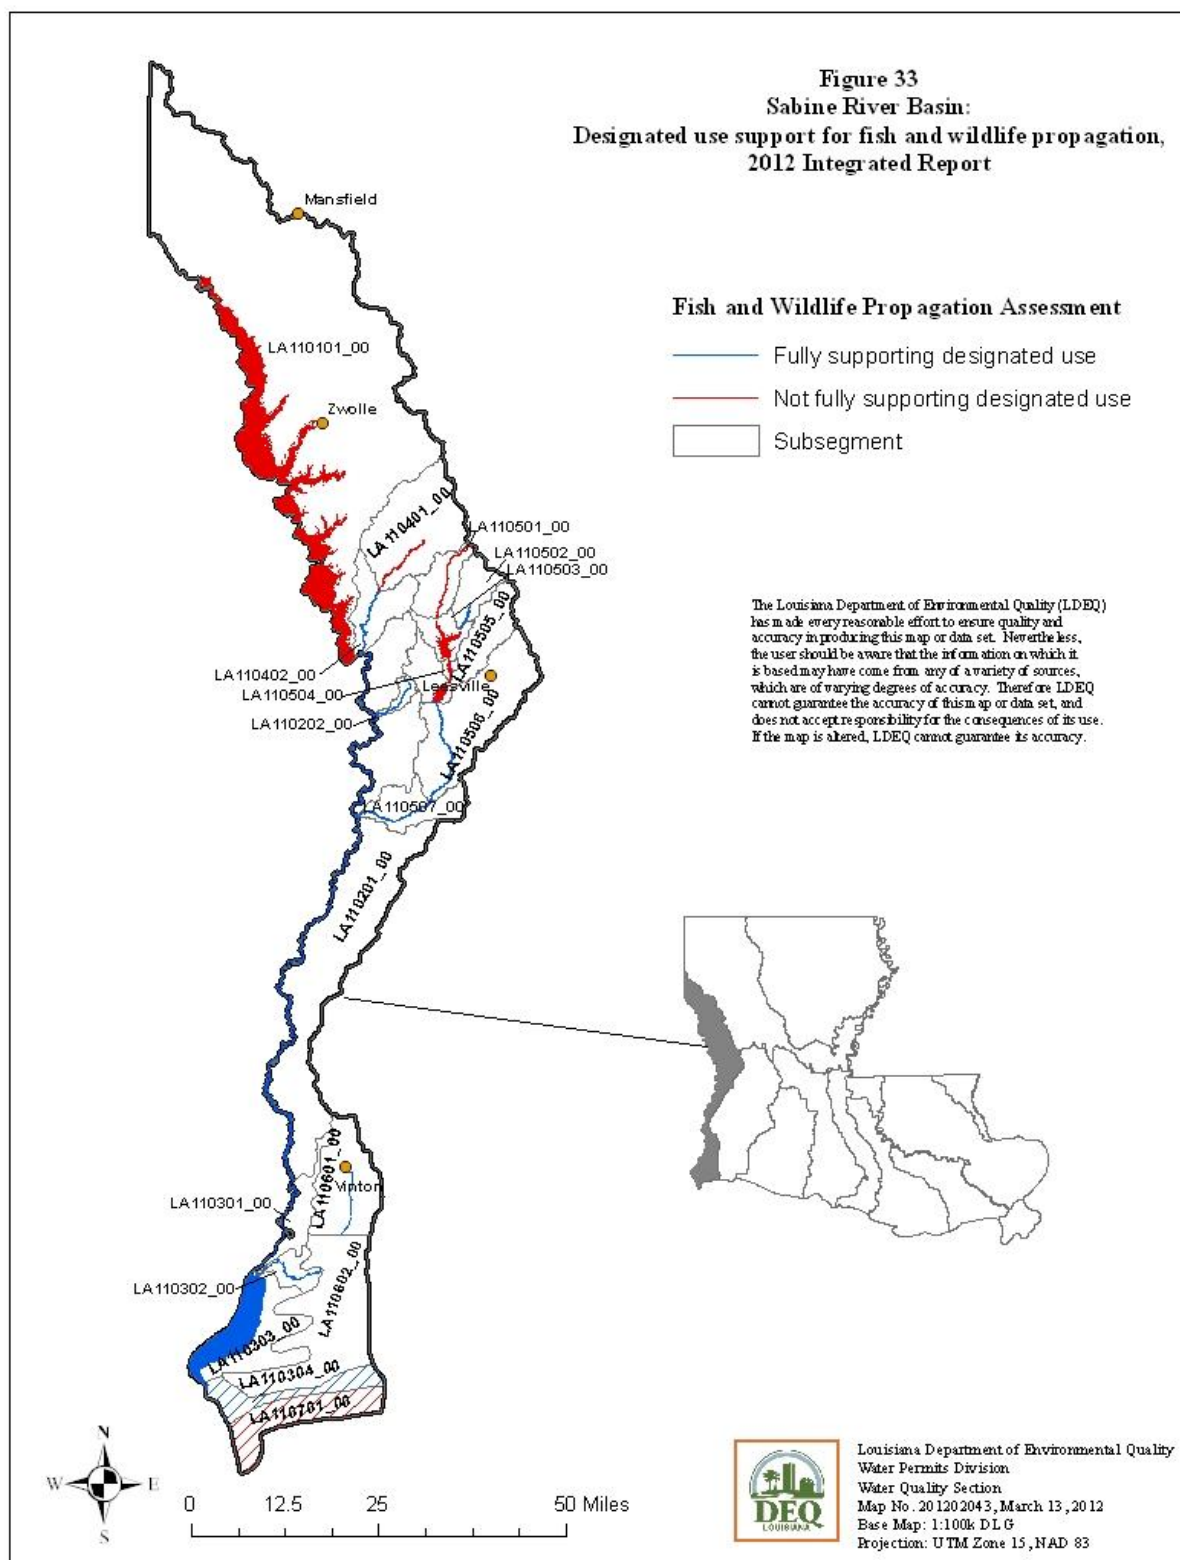 Figure 33
Sabine River Basin:
Designated use support for fish and wildlife propagation,
2012 Integrated Report
Mansfield
Fish and Wildlife Propagation Assessment
Fully supporting designated use
Not fully supporting designated use
Subsegment
LA110101_00
Zwolle
LA110401_00
LA110501_00
LA110502_00
LA110503_00
LA110505_00
The Louisiana Department of Environmental Quality (LDEQ)
has made every reasonable effort to ensure quality and
accuracy in producing this map or data set. Nevertheless,
the user should be aware that the information on which it
is based may have come from any of a variety of sources,
which are of varying degrees of accuracy. Therefore LDEQ
cannot guarantee the accuracy of this map or data set, and
does not accept responsibility for the consequences of its use.
If the map is altered, LDEQ cannot guarantee its accuracy.
LA110402_00
LA110504_00
Leesville
LA110202_00
LA110506_00
LA110507_00
LA110201_00
LA110601_00
Vinton
LA110301_00
LA110302_00
LA110602_00
LA110303_00
LA110304_00
LA110701_00
N
W
E
S
0 12.5 25 50 Miles
DEQ
LOUISIANA
Louisiana Department of Environmental Quality
Water Permits Division
Water Quality Section
Map No. 201202043, March 13, 2012
Base Map: 1:100k DLG
Projection: UTM Zone 15, NAD 83